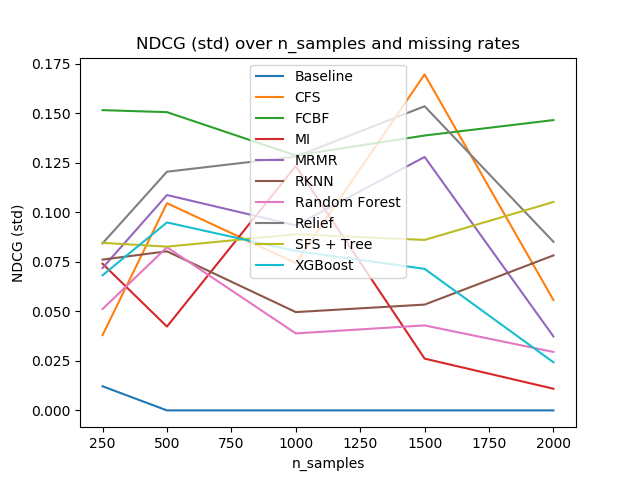 NDCG (std) over n_samples and missing rates
NDCG (std)
0.175
0.150
0.125
0.100
0.075
0.050
0.025
0.000
Baseline
CFS
FCBF
MI
MRMR
RKNN
Random Forest
Relief
SFS + Tree
XGBoost
250 500 750 1000 1250 1500 1750 2000
n_samples